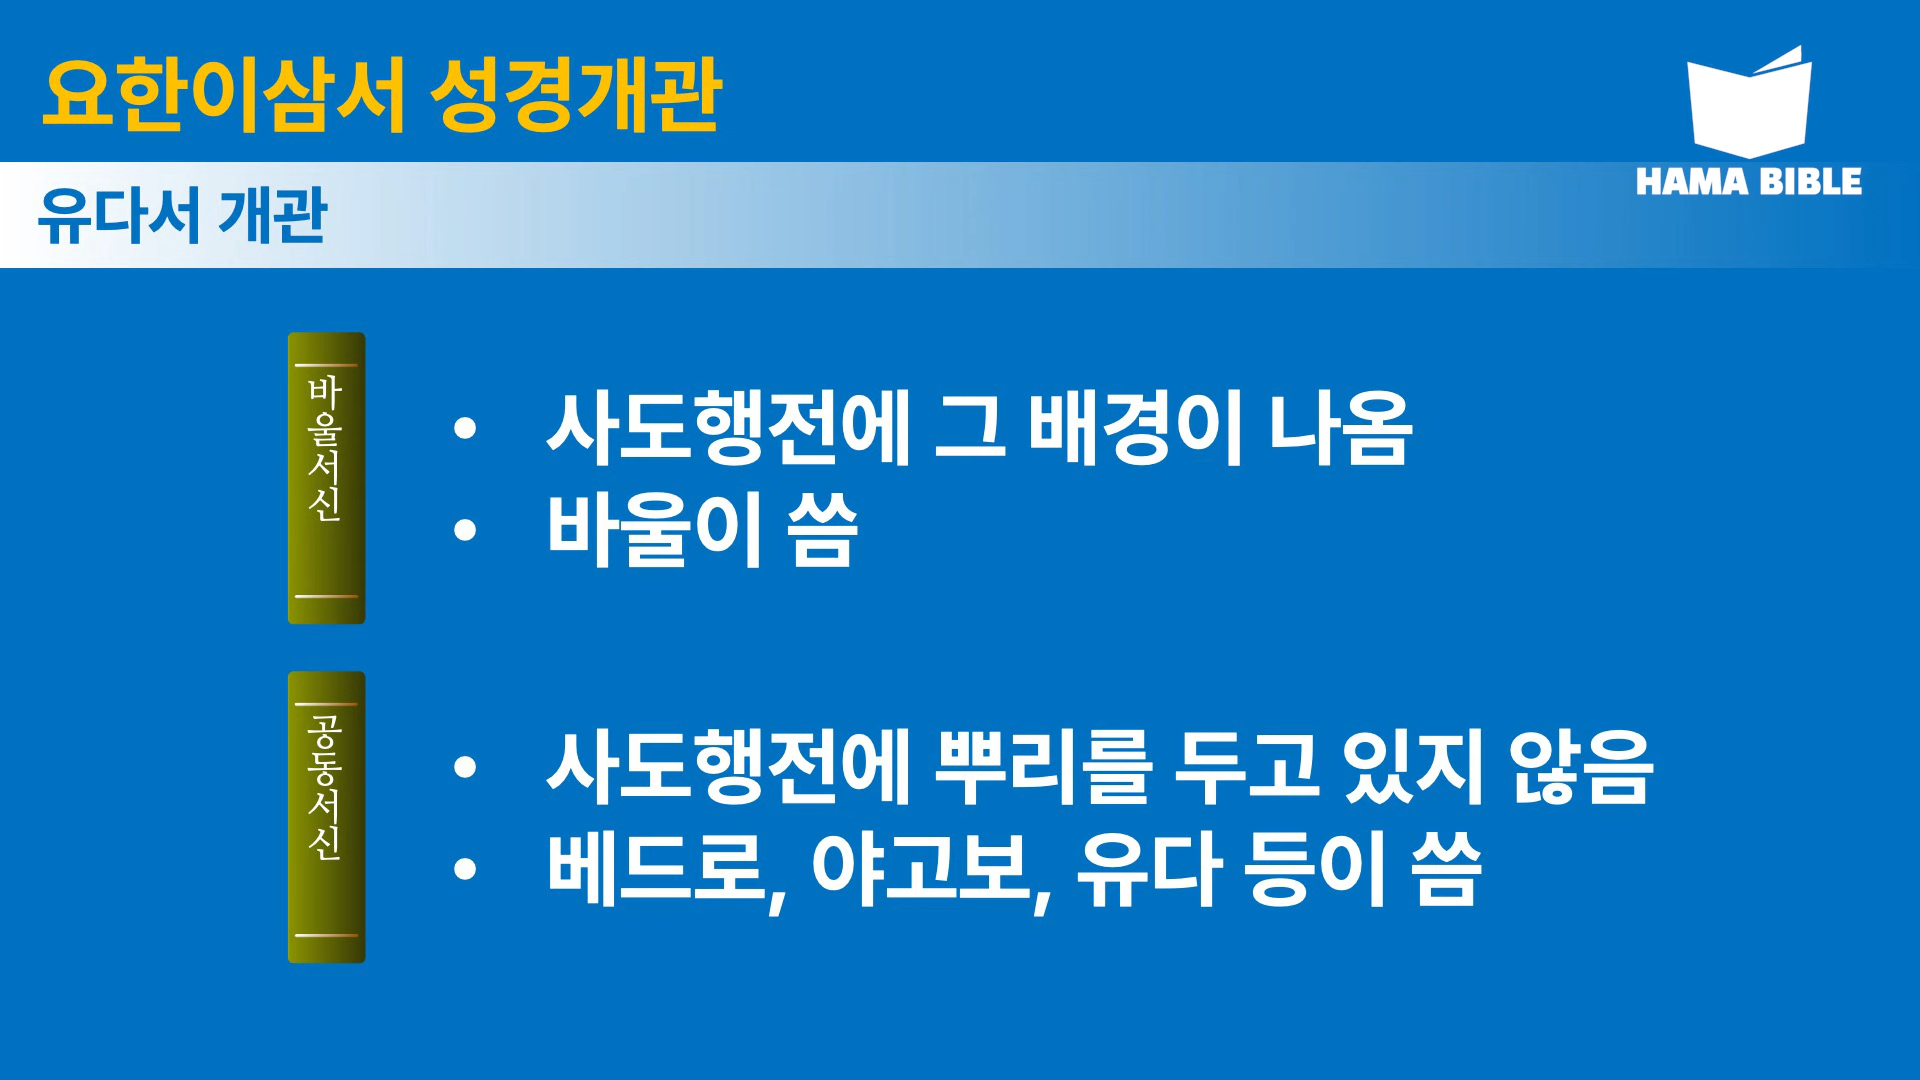 요한이삼서 성경개관
HAMA BIBLE
유다서 개관
바울서신
• 사도행전에 그 배경이 나옴
• 바울이 씀
공동서신
• 사도행전에 뿌리를 두고 있지 않음
• 베드로, 야고보, 유다 등이 씀